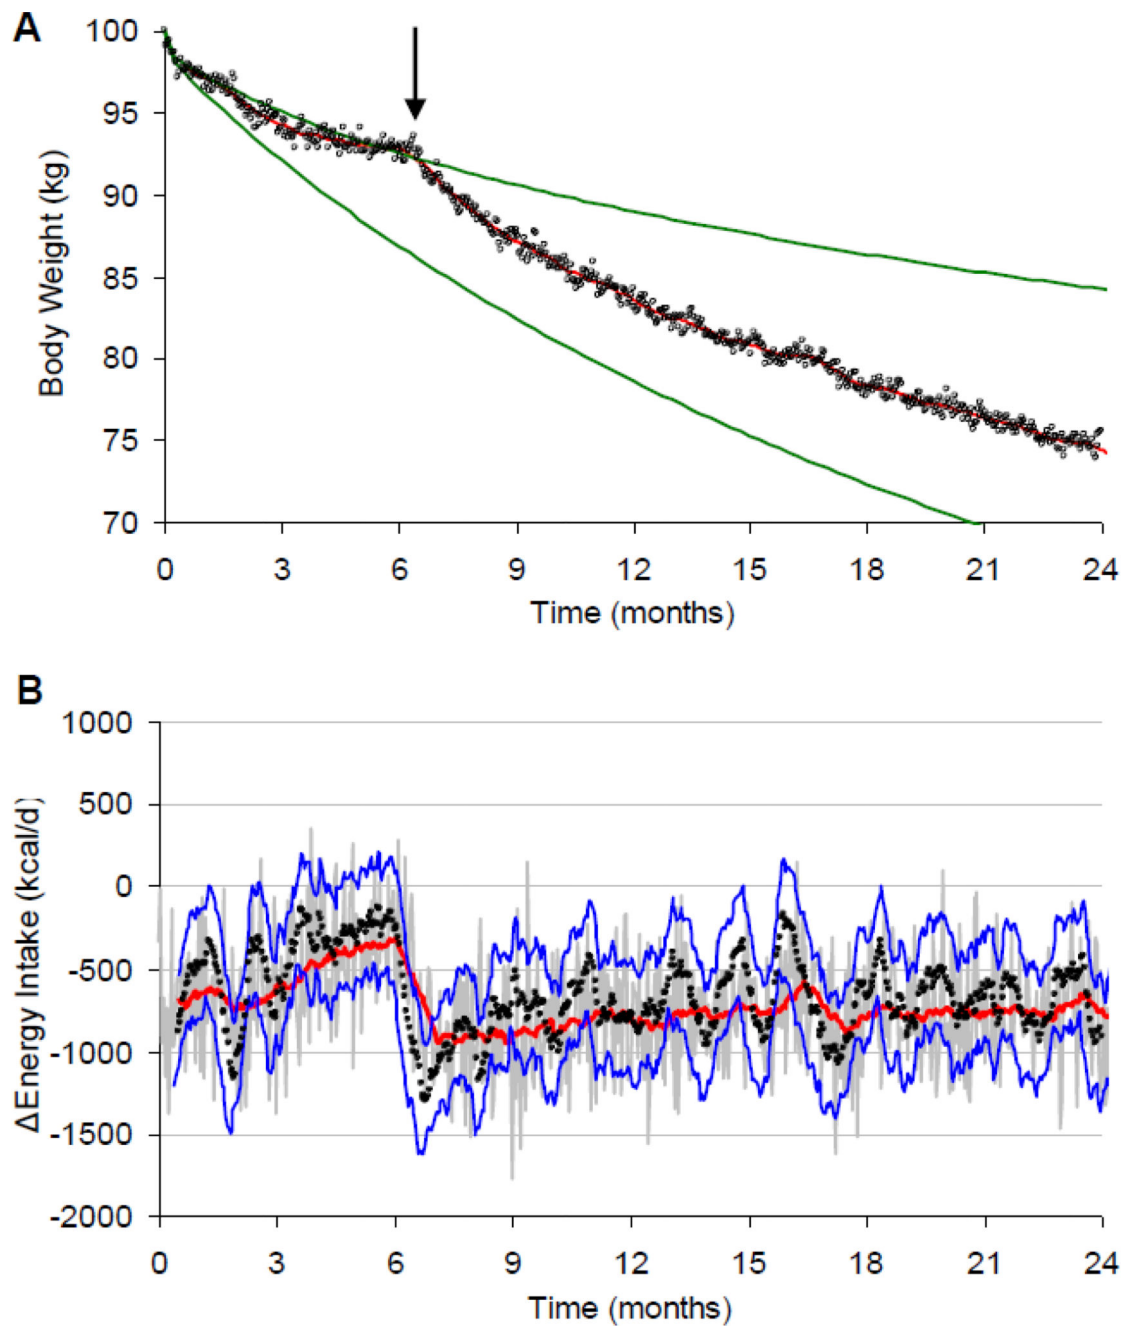 A
100
95
90
85
80
75
70
Body Weight (kg)
0 3 6 9 12 15 18 21 24
Time (months)
B
1000
500
0
-500
-1000
-1500
-2000
ΔEnergy Intake (kcal/d)
0 3 6 9 12 15 18 21 24
Time (months)